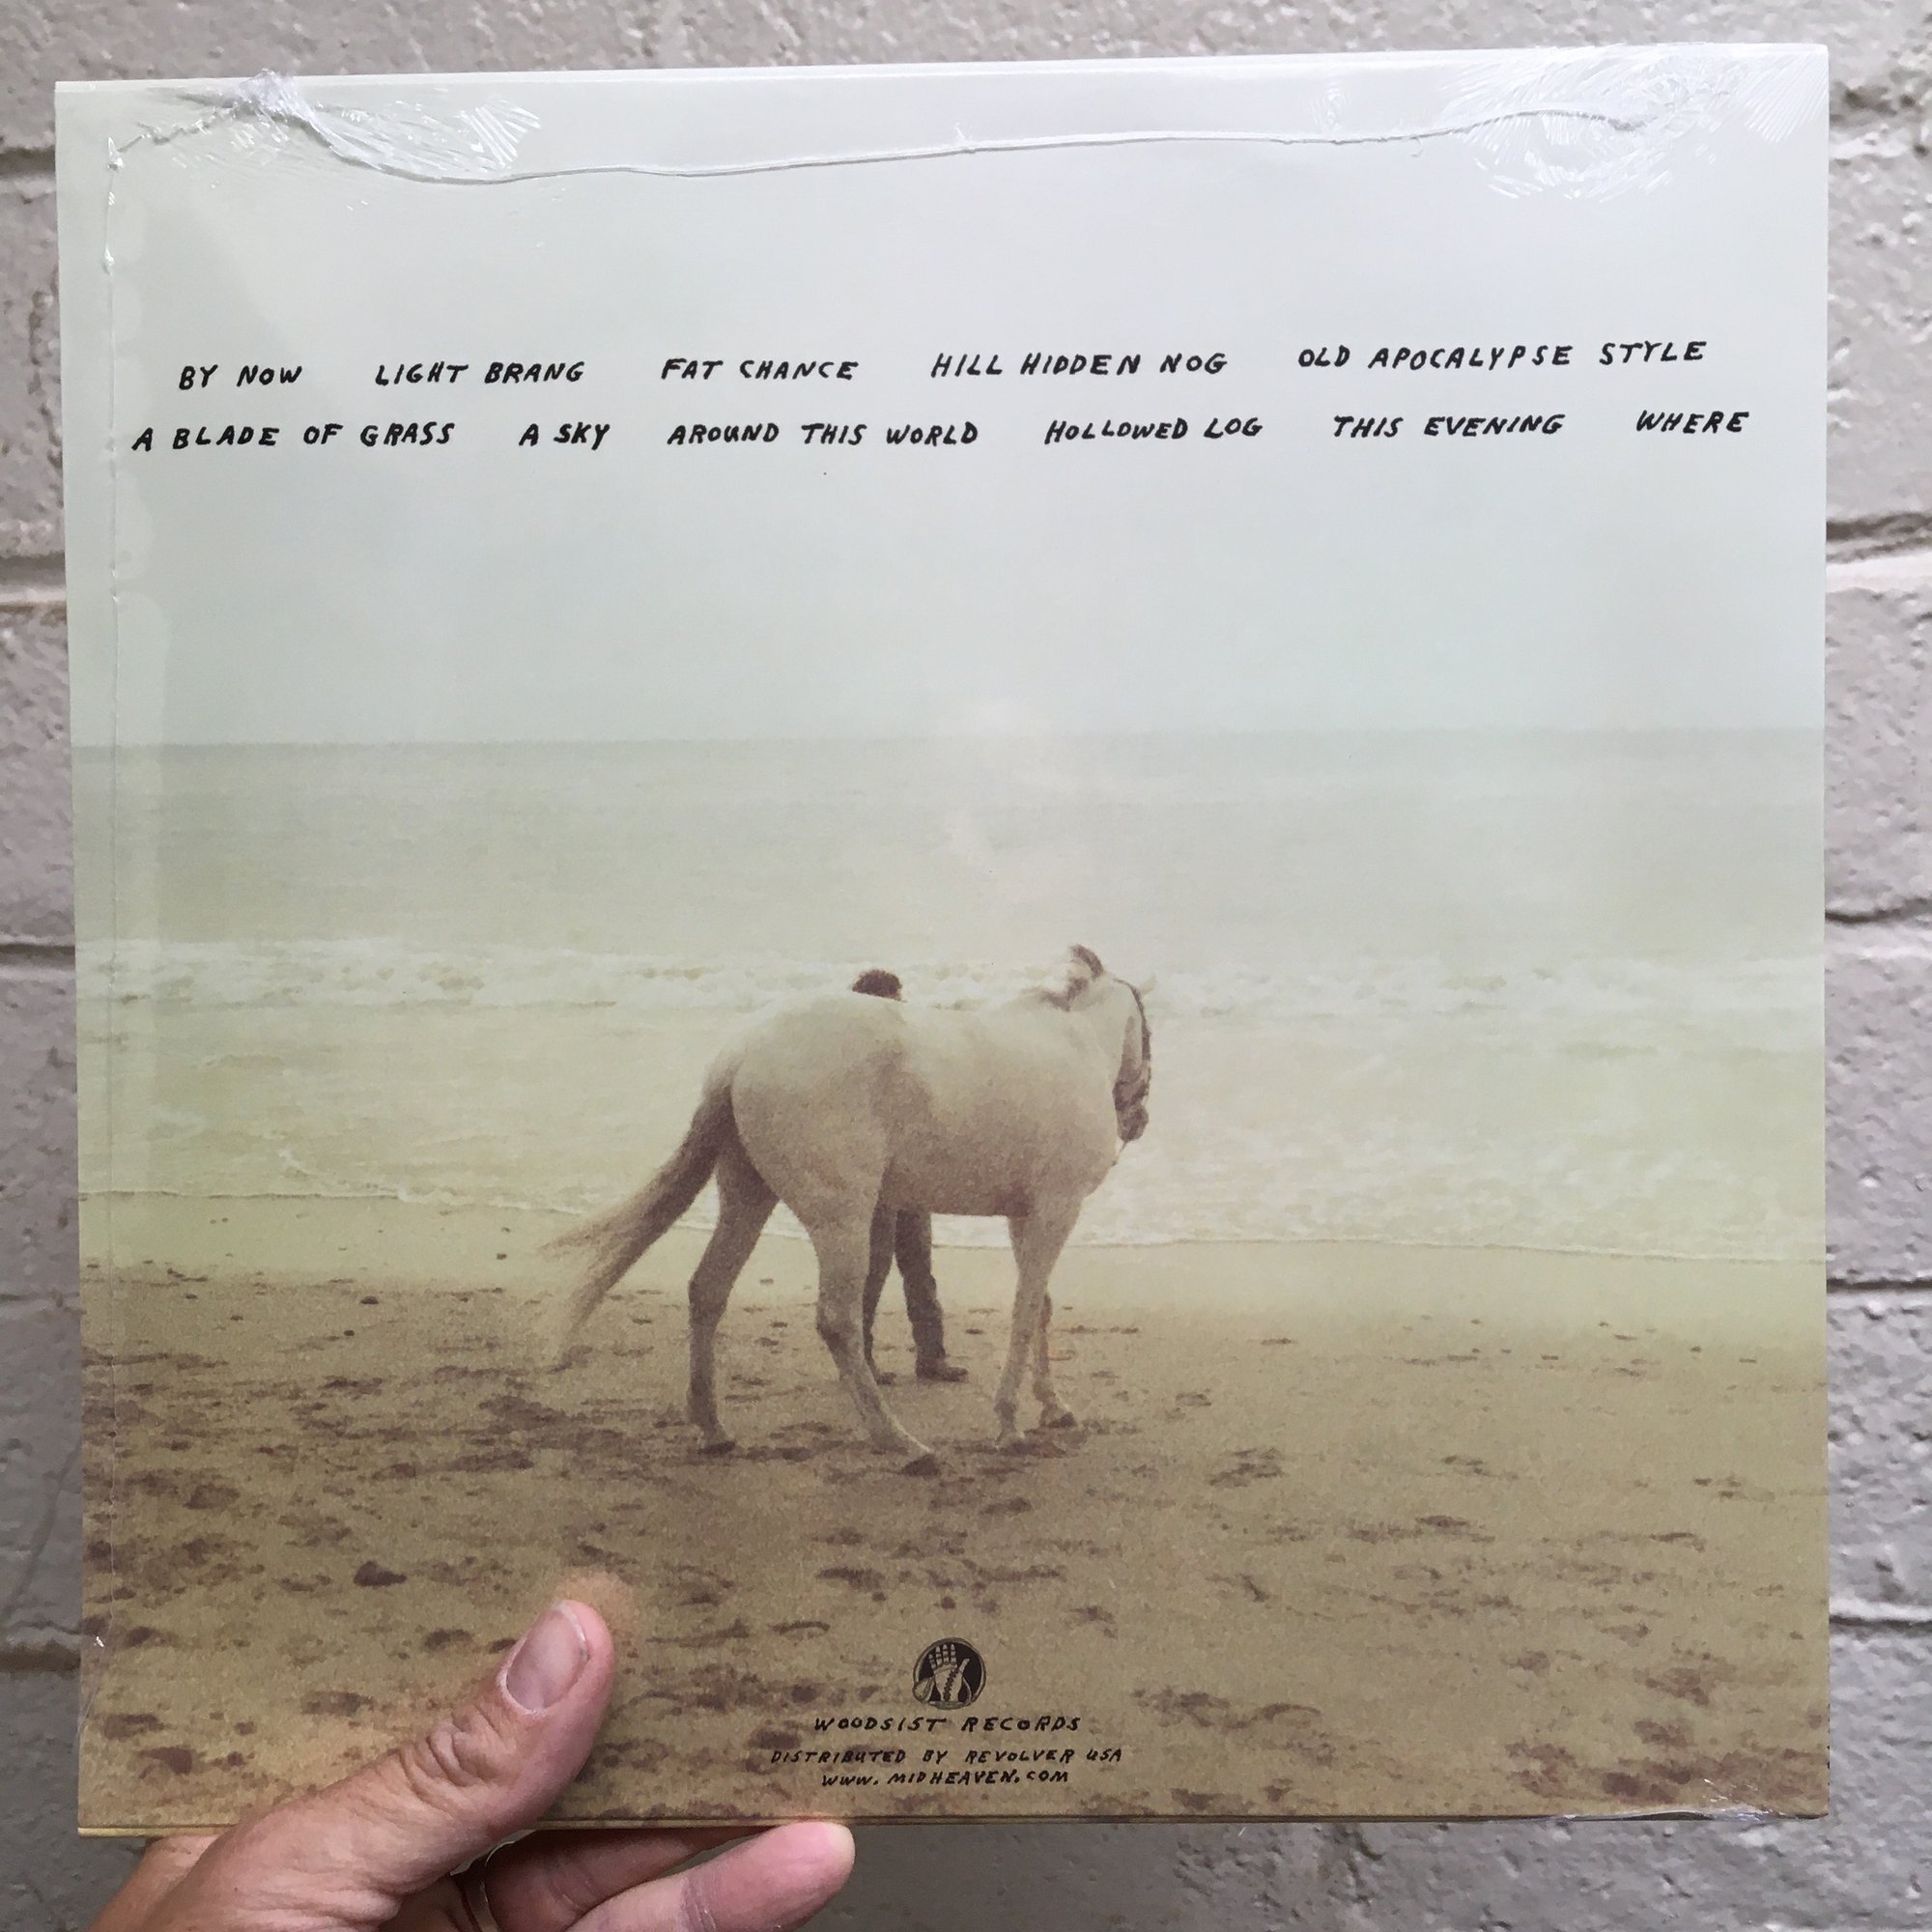 BY NOW LIGHT BRANG FAT CHANCE HILL HIDDEN NOG OLD APOCALYPSE STYLE
A BLADE OF GRASS A SKY AROUND THIS WORLD HOLLOWED LOG THIS EVENING WHERE
WOODSIST RECORDS
DISTRIBUTED BY REVOLVER USA
WWW.MIDHEAVEN.COM